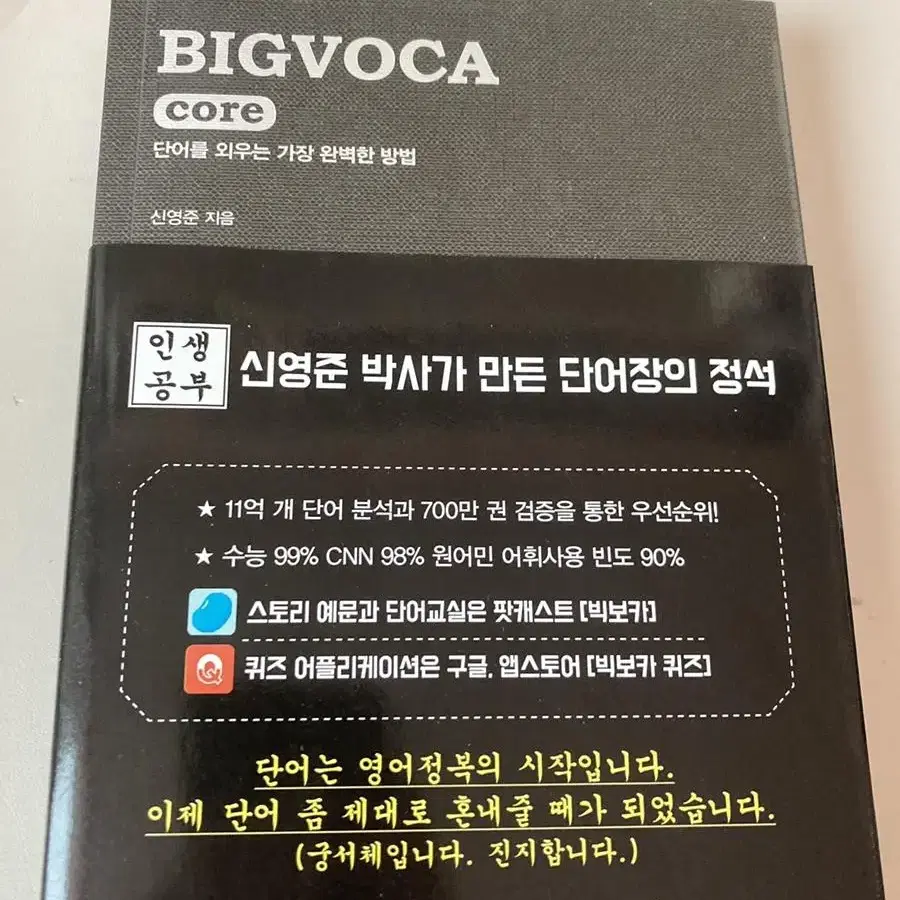 BIGVOCA
core
단어를 외우는 가장 완벽한 방법
신영준 지음
인생
공부
신영준 박사가 만든 단어장의 정석
★ 11억 개 단어 분석과 700만 권 검증을 통한 우선순위!
★ 수능 99% CNN 98% 원어민 어휘사용 빈도 90%
스토리 예문과 단어교실은 팟캐스트 [빅보카]
Q 퀴즈 어플리케이션은 구글, 앱스토어 [빅보카 퀴즈]
단어는 영어정복의 시작입니다.
이제 단어 좀 제대로 혼내줄 때가 되었습니다.
(궁서체입니다. 진지합니다.)